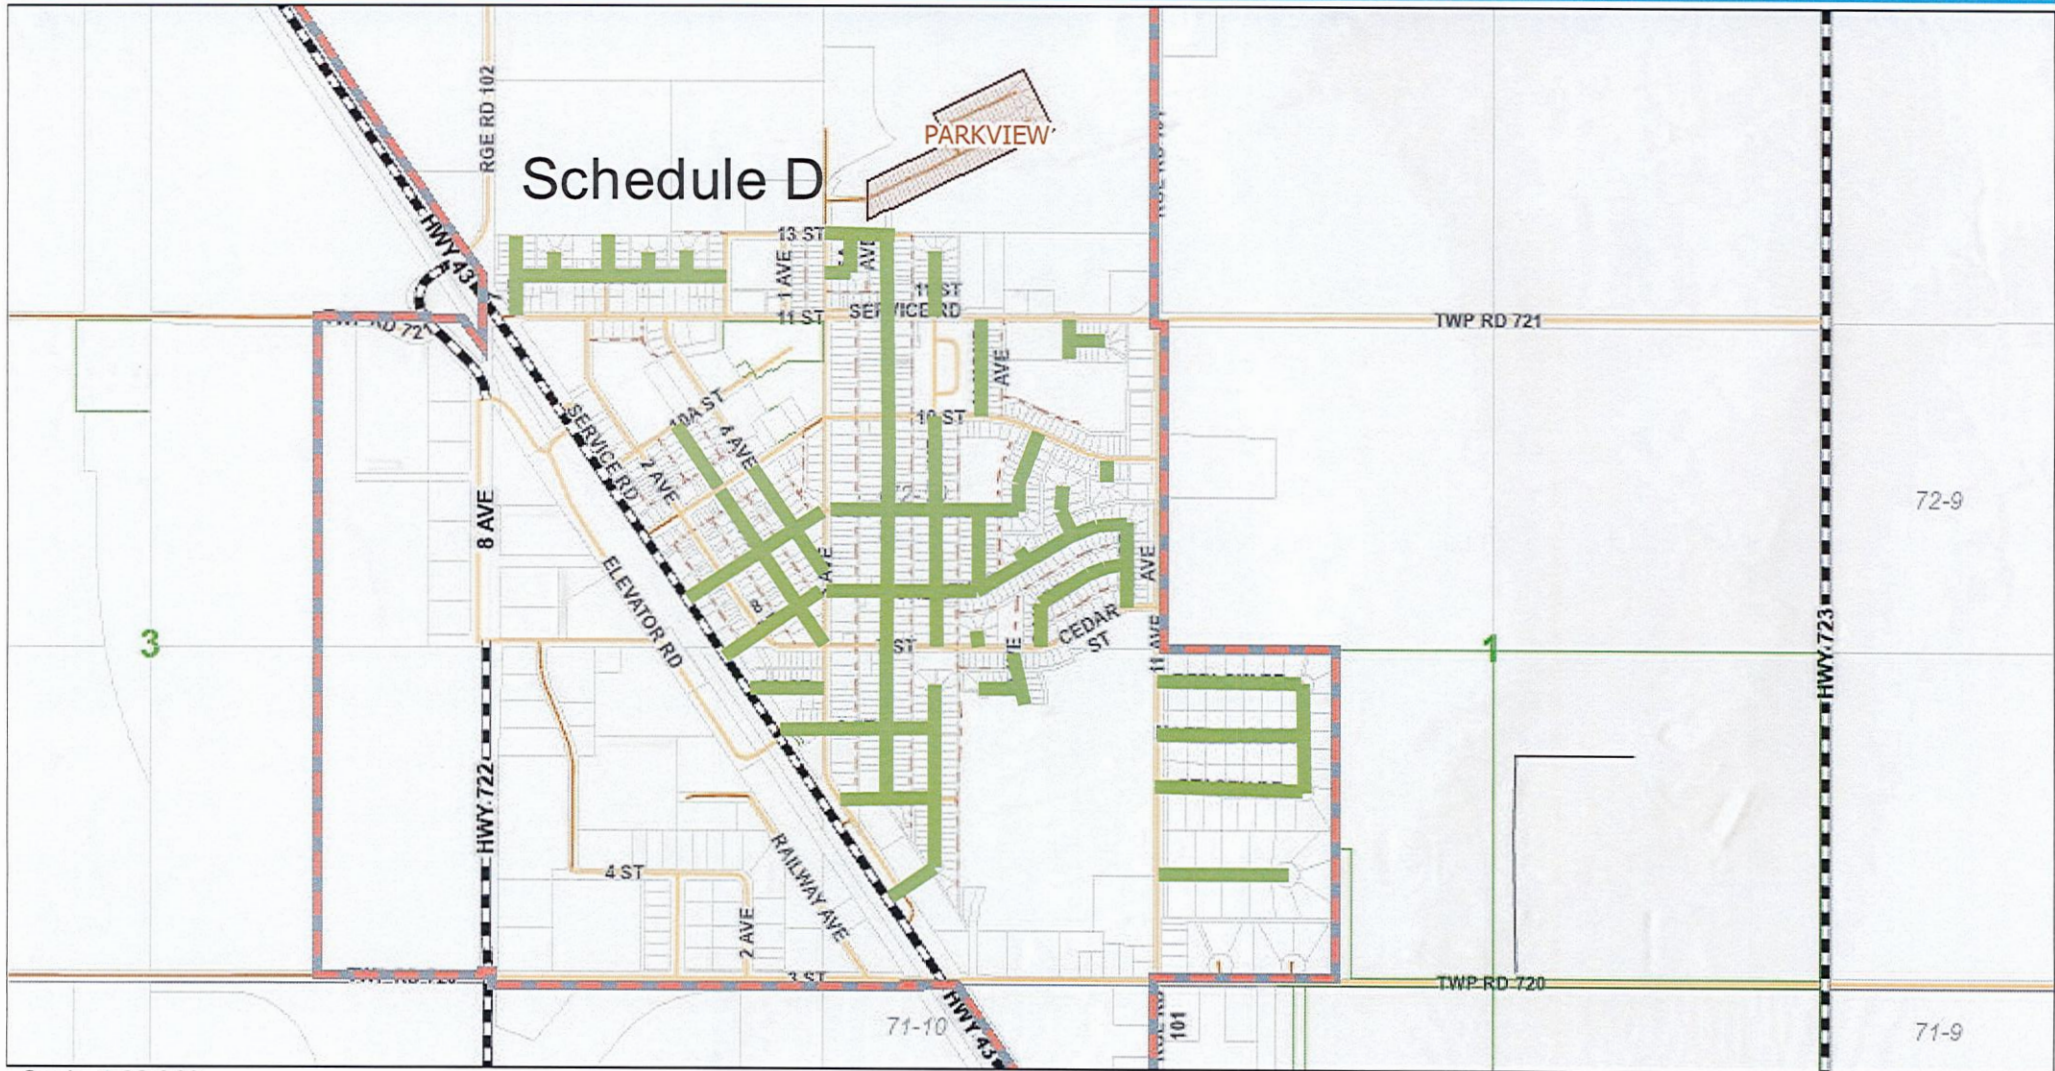 RGE RD 102
PARKVIEW
Schedule D
HWY 43
13 ST
1 AVE
AVE
11 ST
SERVICE RD
11 ST
TWP RD 721
AVE
10 ST
10A ST
4 AVE
SERVICE RD
2 AVE
72-9
8 AVE
AVE
AVE
ELEVATOR RD
8
CEDAR
ST
ST
3
1
11 AVE
HWY 723
HWY 722
RAILWAY AVE
4 ST
2 AVE
3 ST
TWP RD 720
HWY 43
71-10
101
71-9